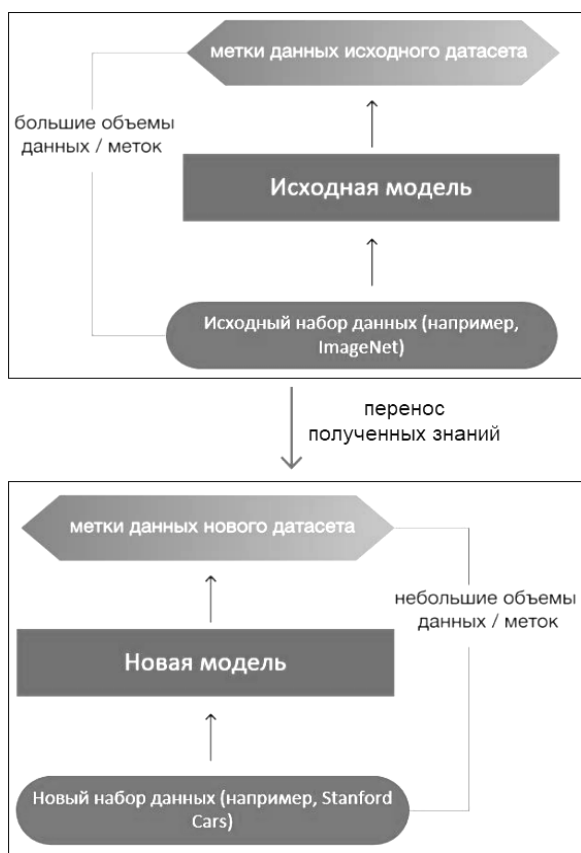 метки данных исходного датасета
большие объемы
данных / меток
Исходная модель
Исходный набор данных (например,
ImageNet)
перенос
полученных знаний
метки данных нового датасета
небольшие объемы
данных / меток
Новая модель
Новый набор данных (например, Stanford
Cars)